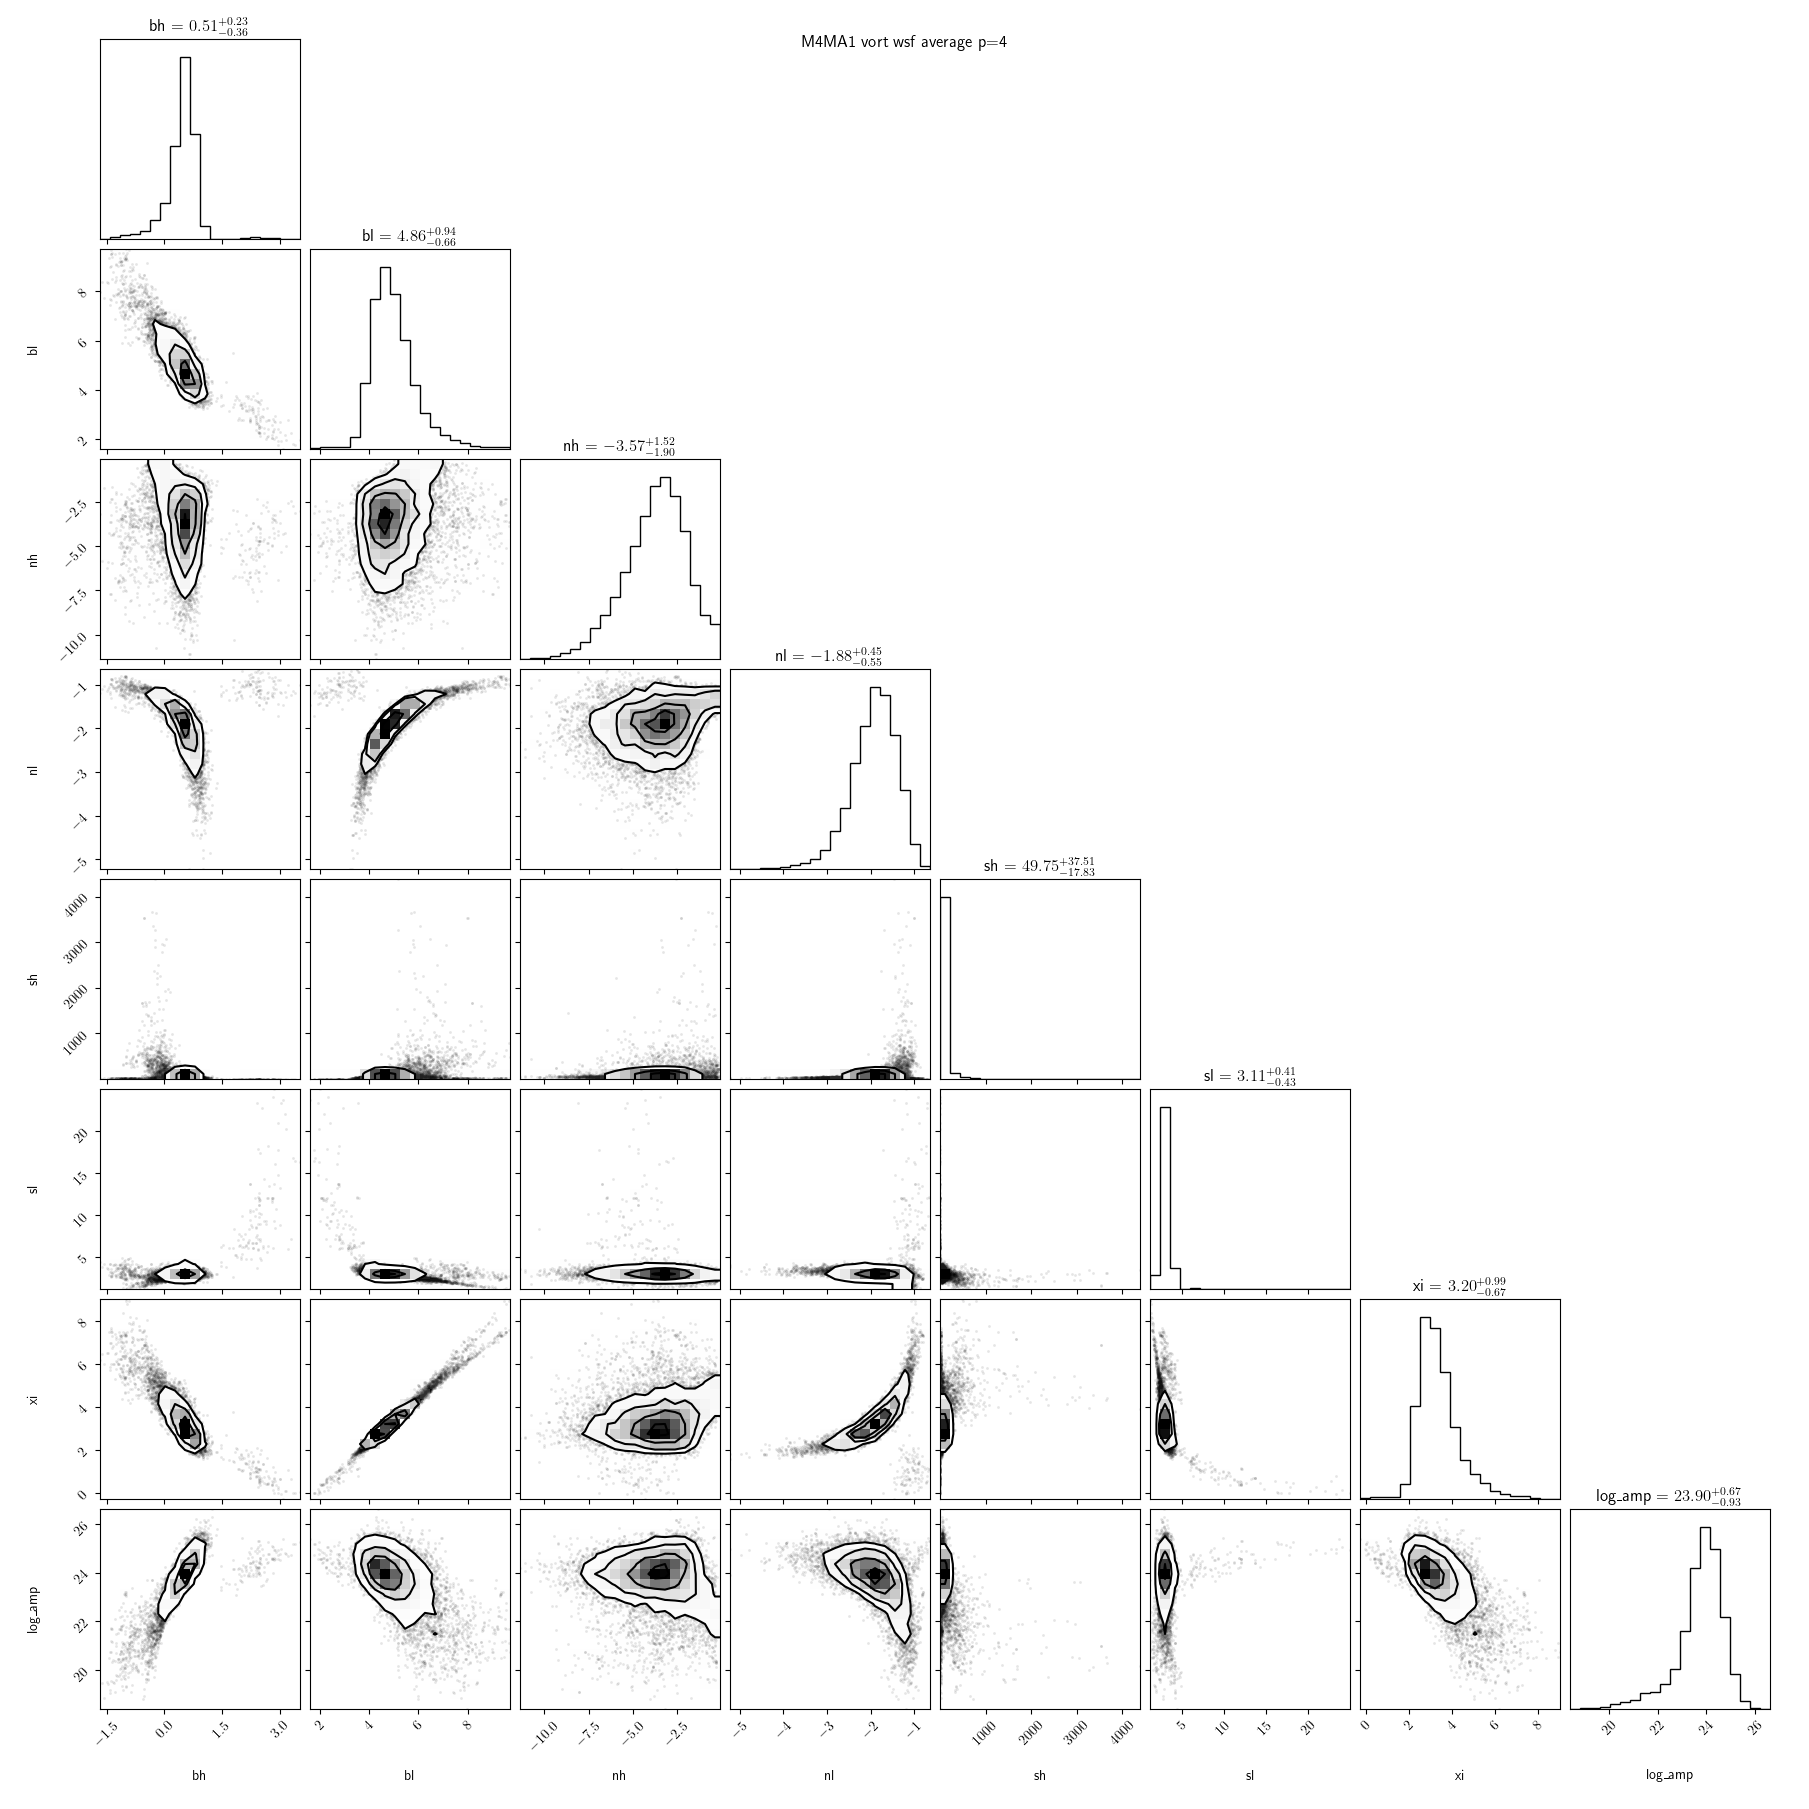 bh = 0.51^{+0.23}_{-0.36}
M4MA1 vort wsf average p=4
bl = 4.86^{+0.94}_{-0.66}
8
6
4
2
bl
nh = −3.57^{+1.52}_{-1.90}
−2.5
−5.0
−7.5
−10.0
nh
nl = −1.88^{+0.45}_{-0.55}
−1
−2
−3
−4
−5
nl
sh = 49.75^{+37.51}_{-17.83}
4000
3000
2000
1000
sh
sl = 3.11^{+0.41}_{-0.43}
20
15
10
5
sl
xi = 3.20^{+0.99}_{-0.67}
8
6
4
2
0
xi
log_amp = 23.90^{+0.67}_{-0.93}
26
24
22
20
log_amp
−1.5 0.0 1.5 3.0 2 4 6 8 −10.0 −7.5 −5.0 −2.5 −5 −4 −3 −2 −1 1000 2000 3000 4000 5 10 15 20 0 2 4 6 8 20 22 24 26
bh bl nh nl sh sl xi log_amp